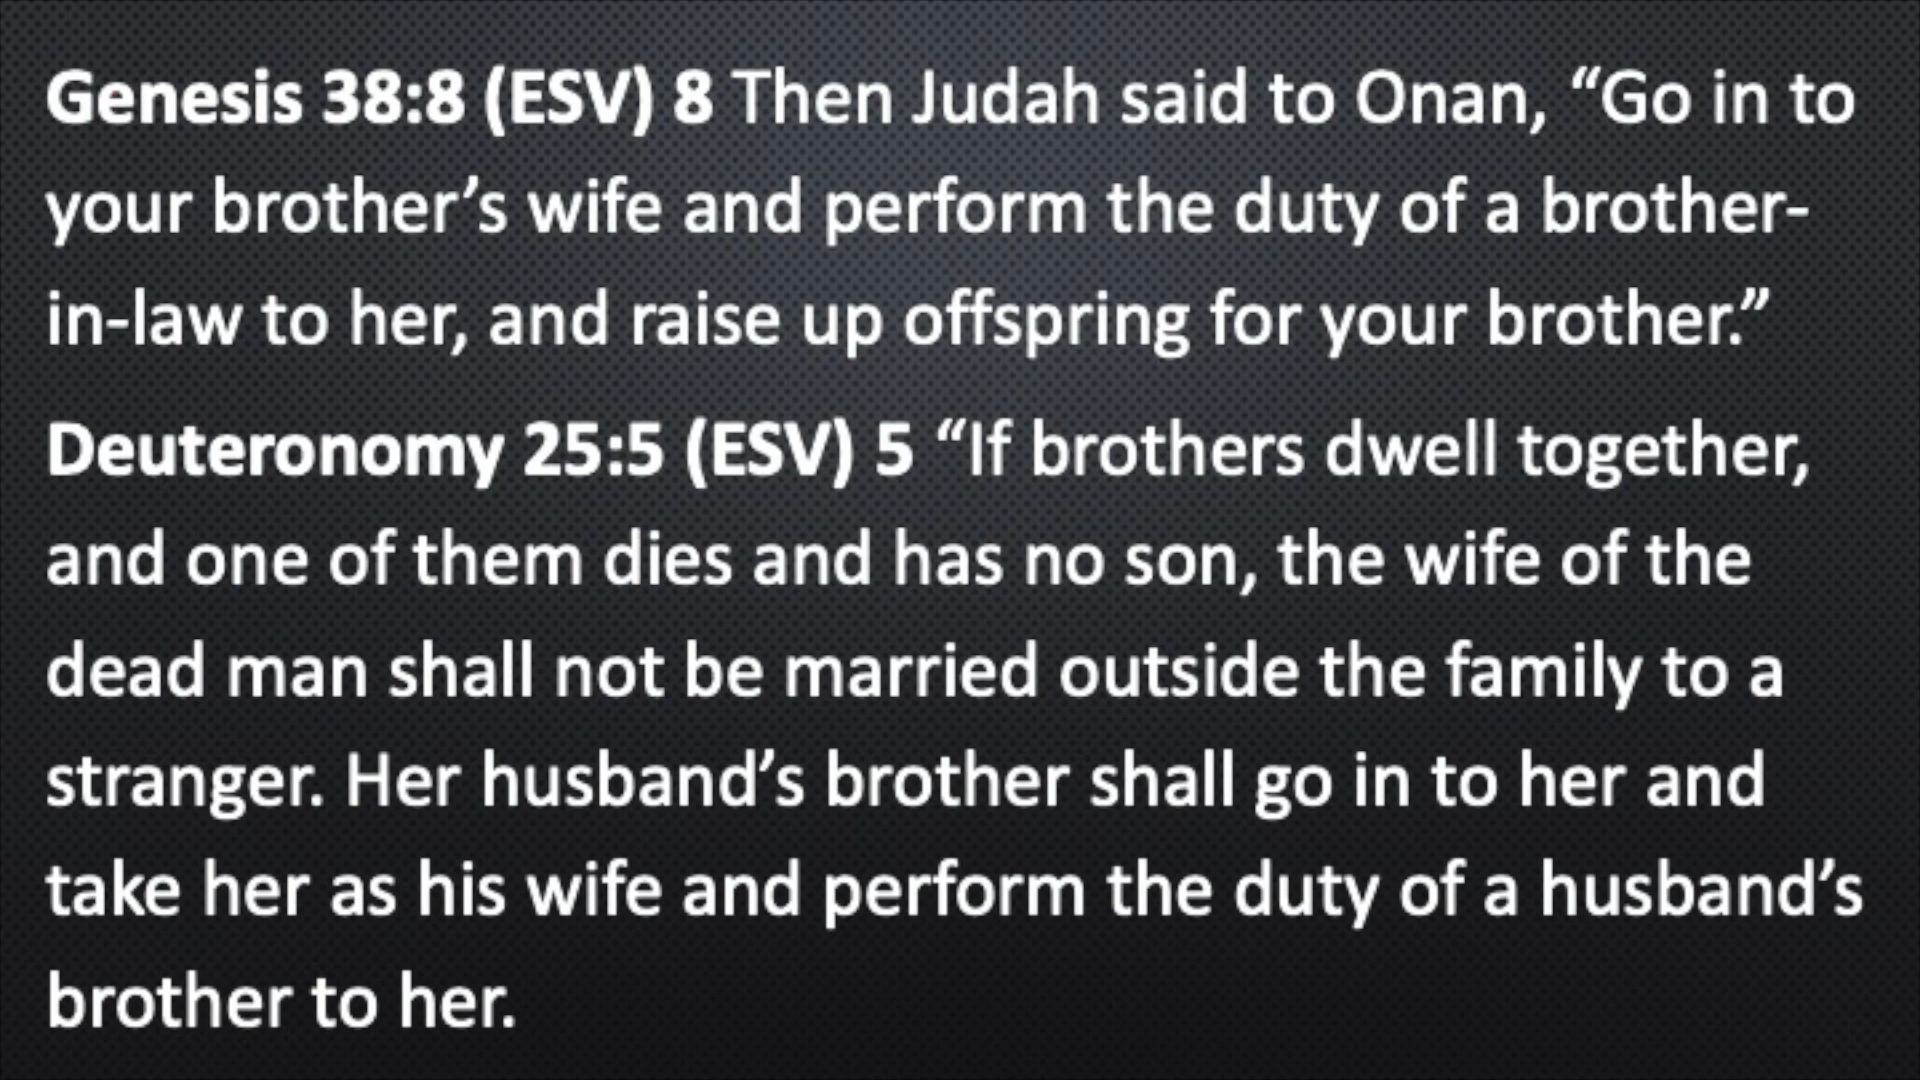 Genesis 38:8 (ESV) 8 Then Judah said to Onan, “Go in to
your brother’s wife and perform the duty of a brother-
in-law to her, and raise up offspring for your brother.”
Deuteronomy 25:5 (ESV) 5 “If brothers dwell together,
and one of them dies and has no son, the wife of the
dead man shall not be married outside the family to a
stranger. Her husband’s brother shall go in to her and
take her as his wife and perform the duty of a husband’s
brother to her.